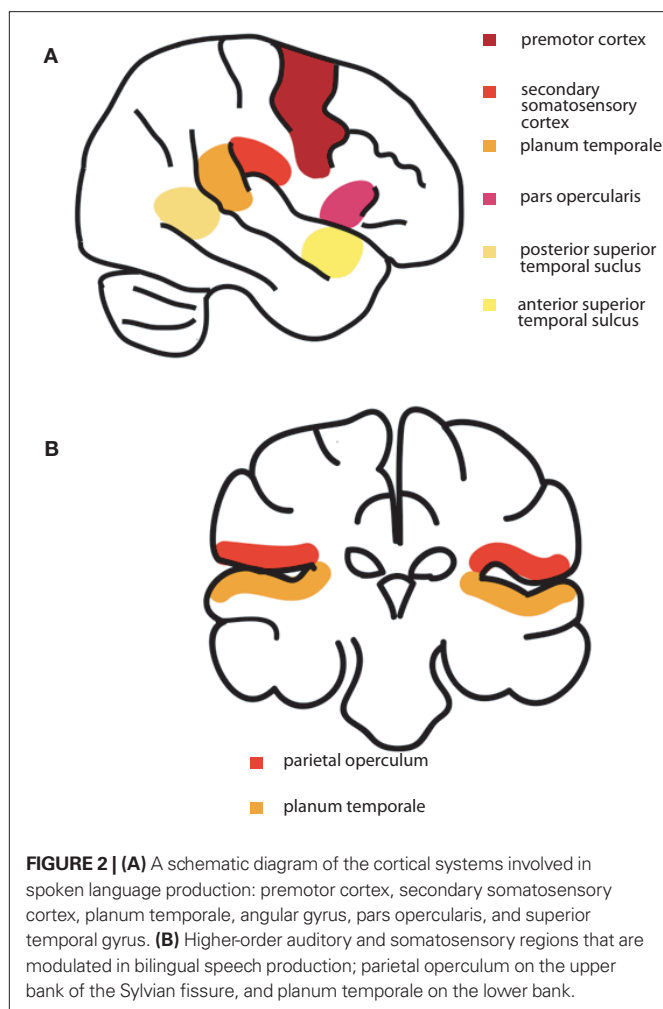 A
premotor cortex
secondary
somatosensory
cortex
planum temporale
pars opercularis
posterior superior
temporal suclus
anterior superior
temporal sulcus
B
parietal operculum
planum temporale
FIGURE 2 | (A) A schematic diagram of the cortical systems involved in
spoken language production: premotor cortex, secondary somatosensory
cortex, planum temporale, angular gyrus, pars opercularis, and superior
temporal gyrus. (B) Higher-order auditory and somatosensory regions that are
modulated in bilingual speech production; parietal operculum on the upper
bank of the Sylvian fissure, and planum temporale on the lower bank.